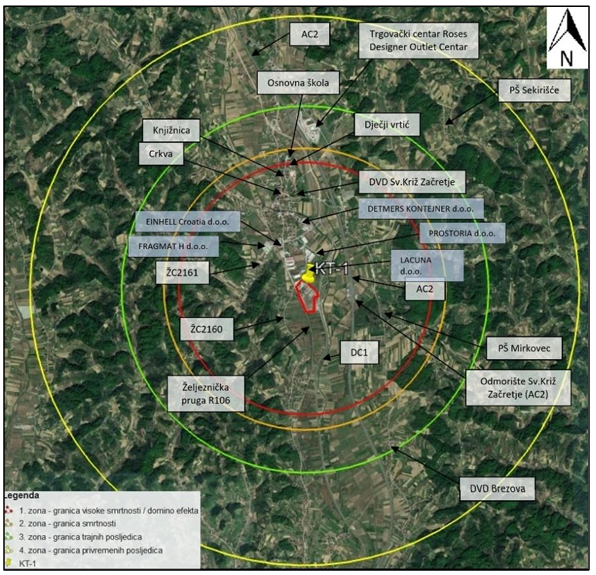 AC2
Trgovački centar Roses
Designer Outlet Centar
N
Osnovna škola
PŠ Sekirišće
Knjižnica
Dječji vrtić
Crkva
DVD Sv.Križ Začretje
DETMERS KONTEJNER d.o.o.
EINHELL Croatia d.o.o.
PROSTORIA d.o.o.
FRAGMAT H d.o.o.
LACUNA
d.o.o.
ŽC2161
KT-1
AC2
ŽC2160
PŠ Mirkovec
DC1
Odmorište Sv.Križ
Začretje (AC2)
Željeznička
pruga R106
DVD Brezova
Legenda
1. zona - granica visoke smrtnosti / domino efekta
2. zona - granica smrtnosti
3. zona - granica trajnih posljedica
4. zona - granica privremenih posljedica
KT-1